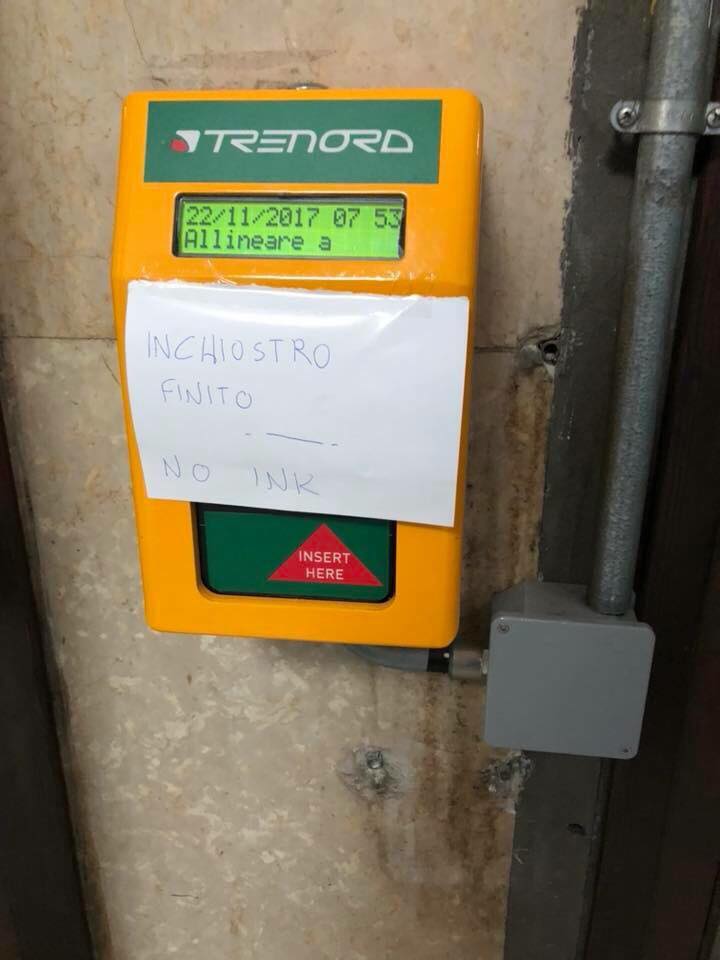 TRENORD
22/11/2017 07 53
Allineare a
INCHIOSTRO
FINITO
NO INK
INSERT
HERE